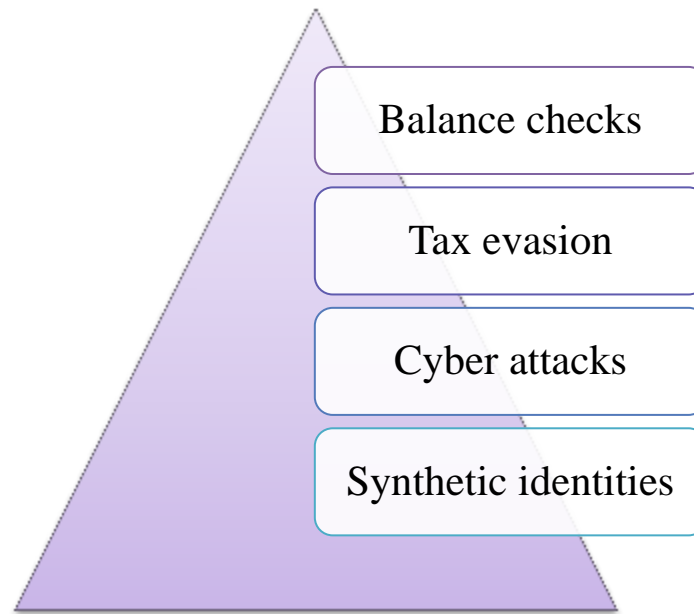 Balance checks
Tax evasion
Cyber attacks
Synthetic identities